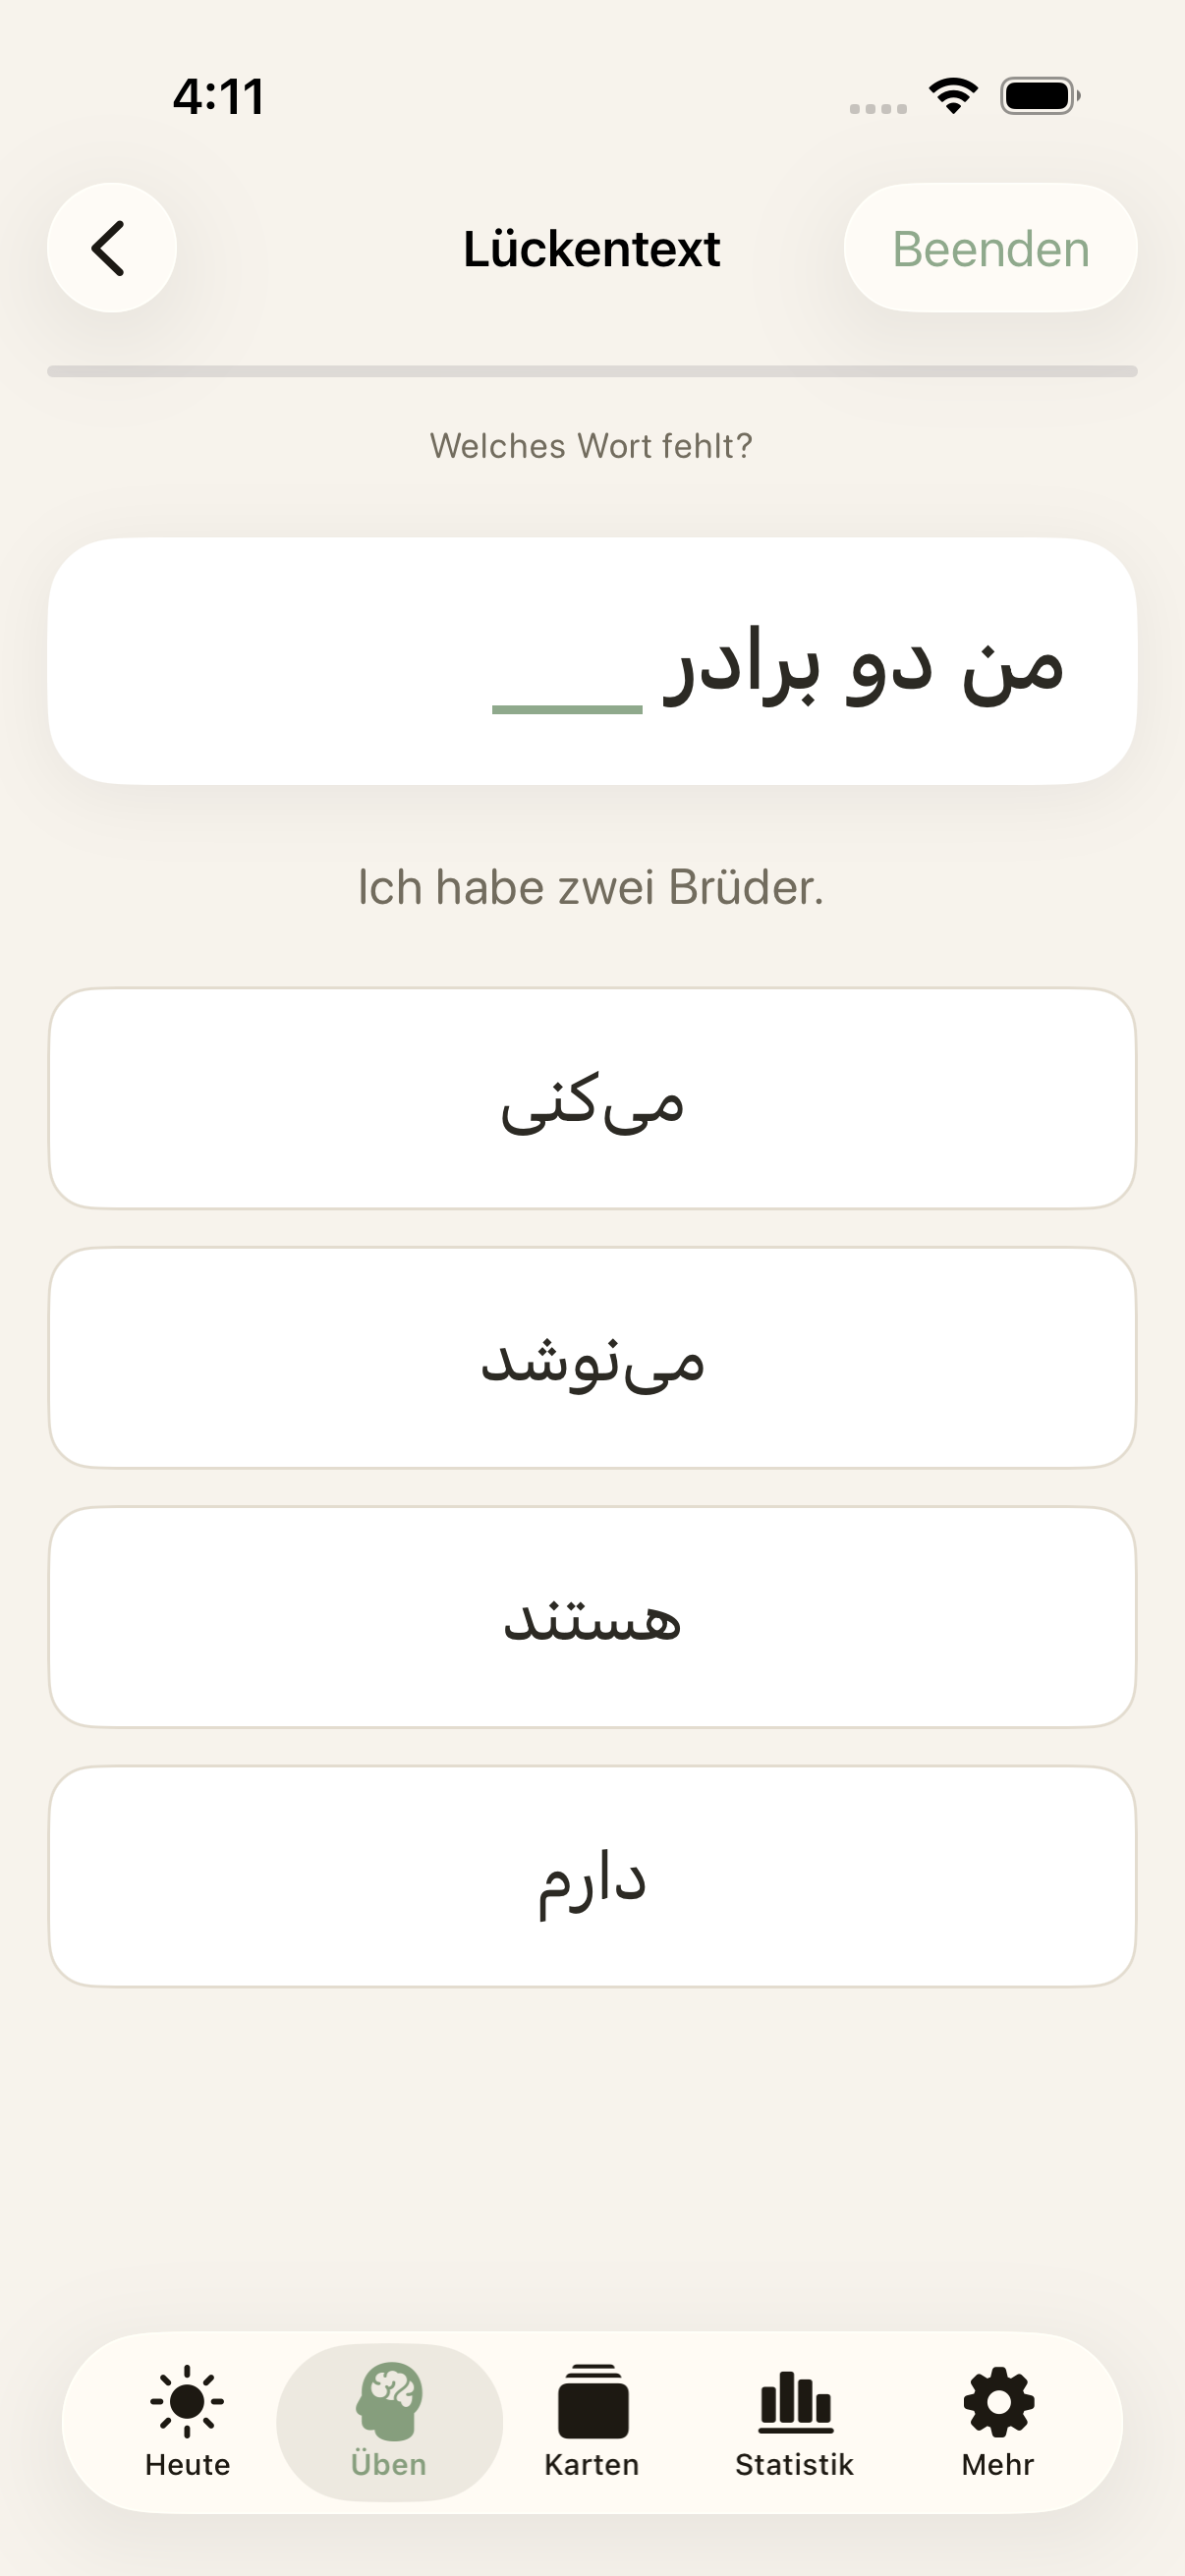 4:11
Lückentext
Beenden
Welches Wort fehlt?
من دو برادر ____
Ich habe zwei Brüder.
می‌کنی
می‌نوشد
هستند
دارم
Heute
Üben
Karten
Statistik
Mehr